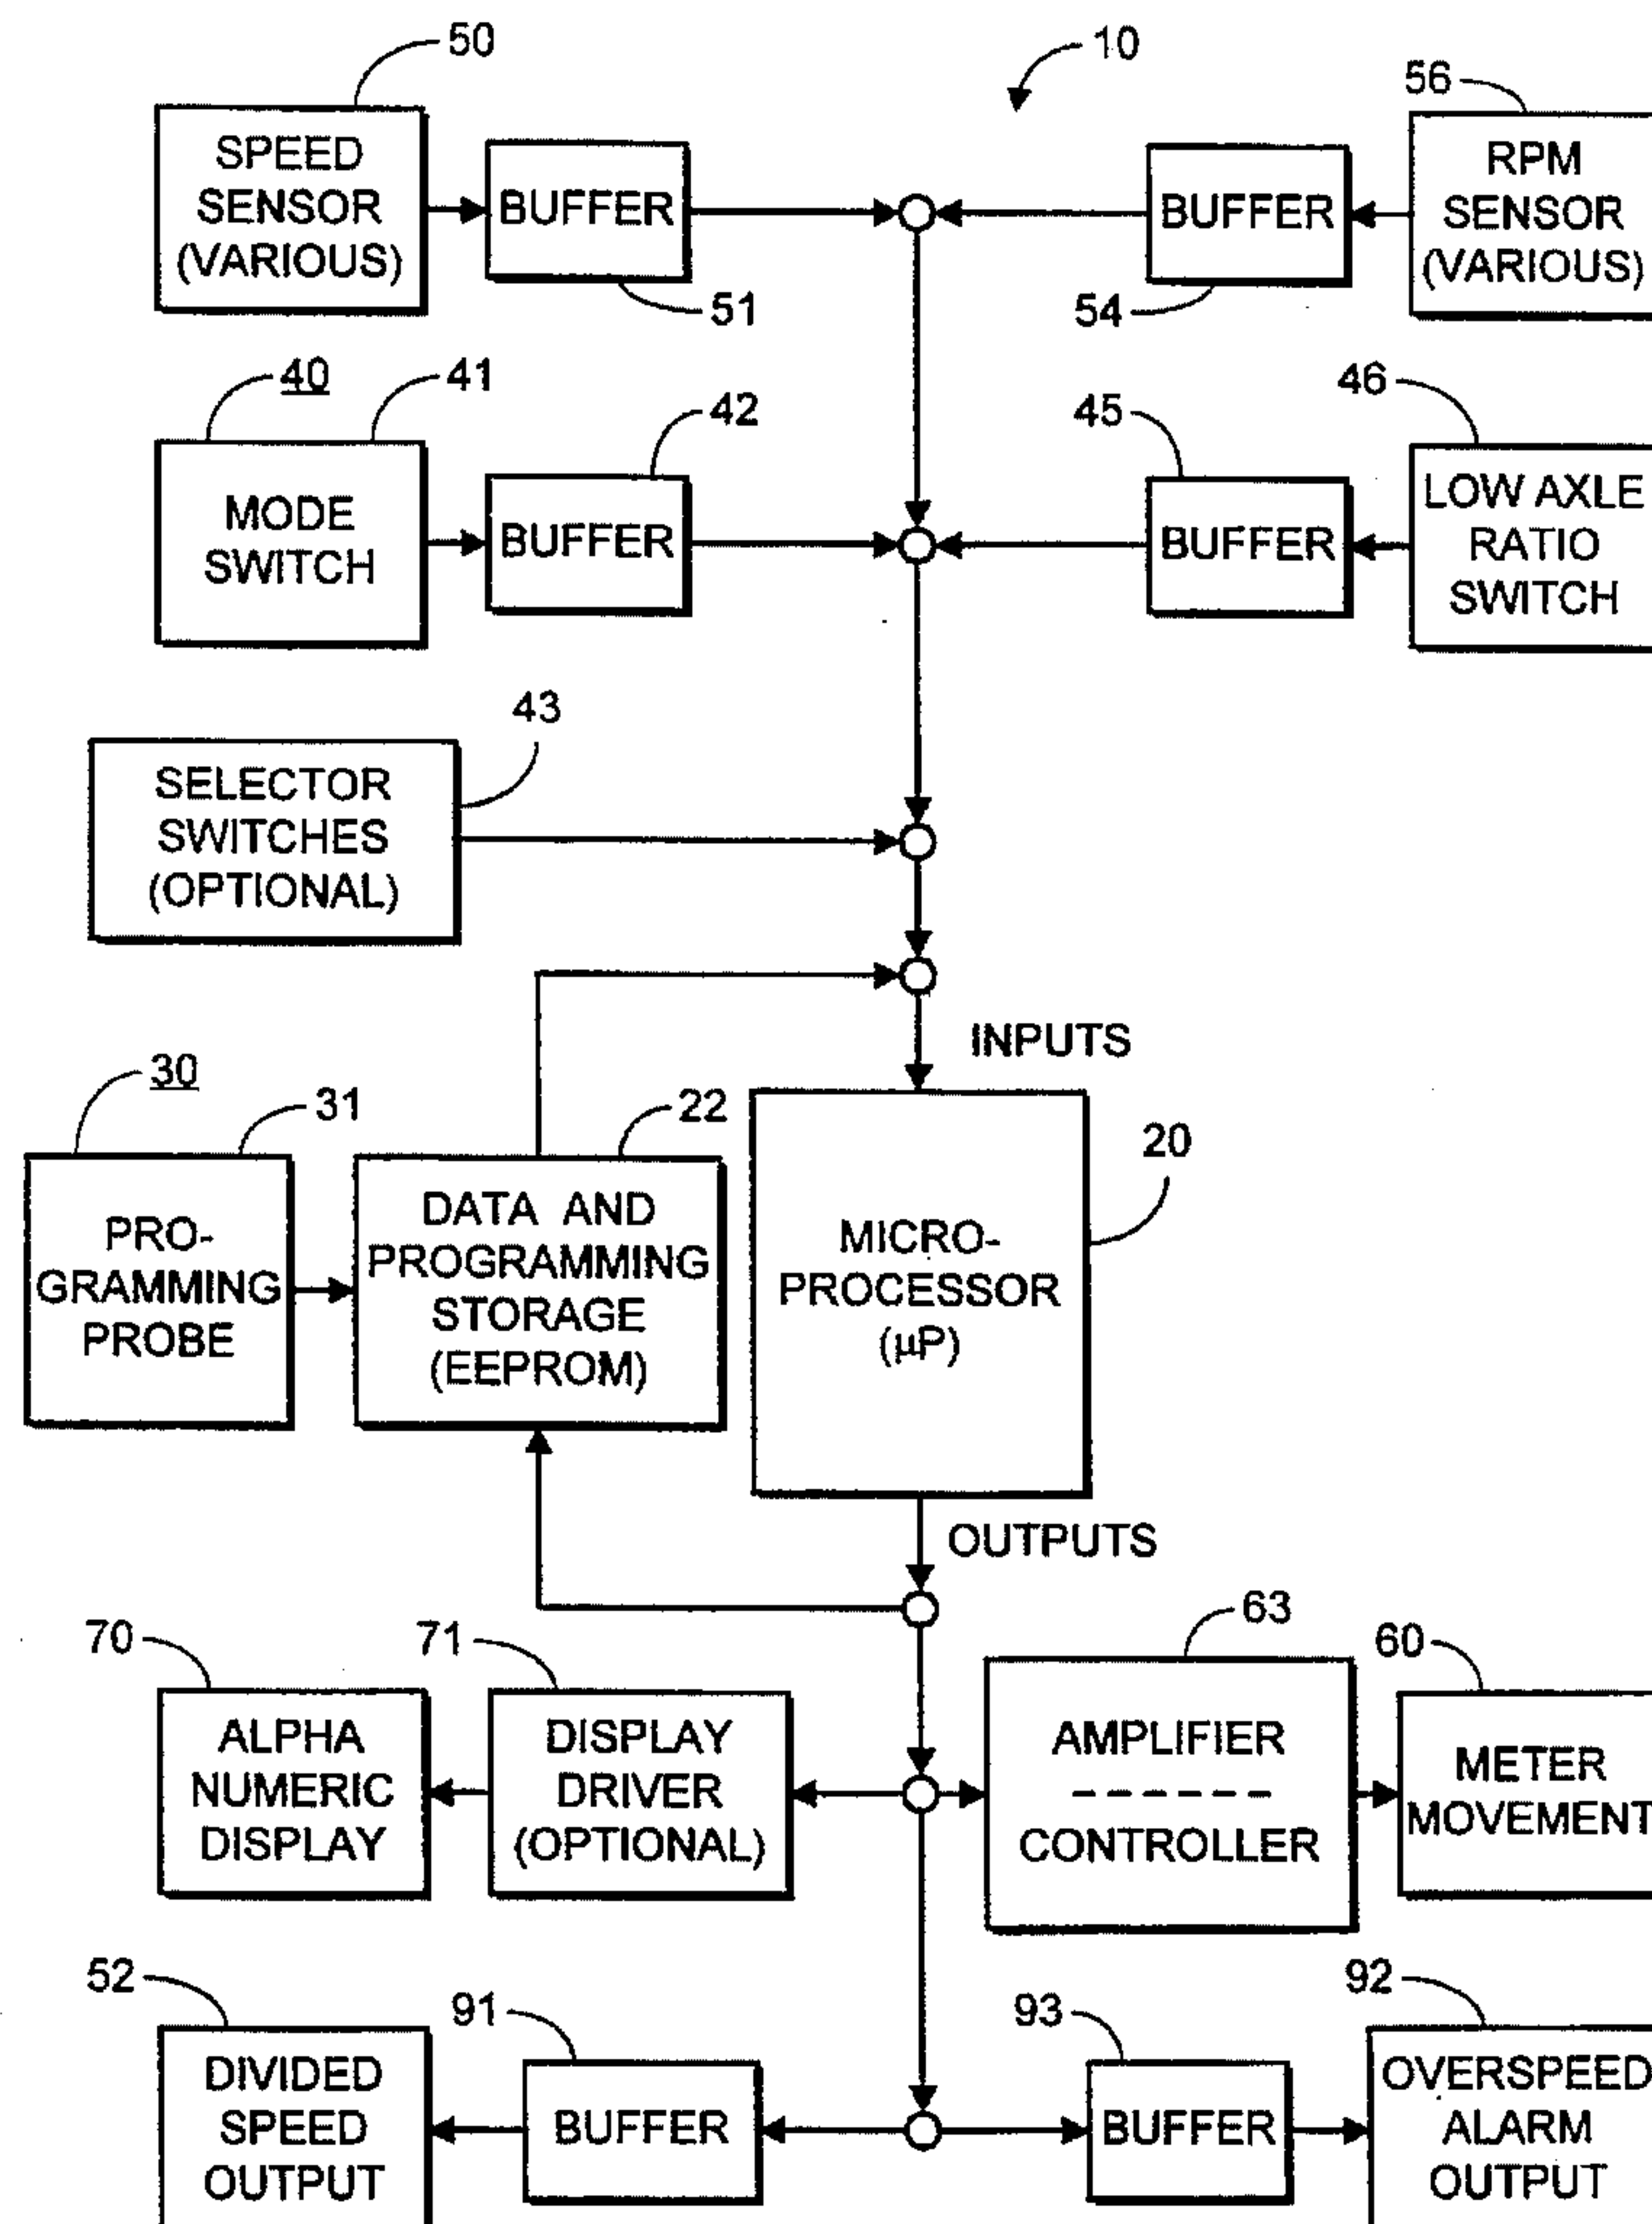 50
10
56
SPEED
SENSOR
(VARIOUS)
BUFFER
BUFFER
RPM
SENSOR
(VARIOUS)
51
54
40
41
42
45
46
MODE
SWITCH
BUFFER
BUFFER
LOW AXLE
RATIO
SWITCH
43
SELECTOR
SWITCHES
(OPTIONAL)
INPUTS
30
31
22
20
PRO-
GRAMMING
PROBE
DATA AND
PROGRAMMING
STORAGE
(EEPROM)
MICRO-
PROCESSOR
(µP)
OUTPUTS
70
71
63
60
ALPHA
NUMERIC
DISPLAY
DISPLAY
DRIVER
(OPTIONAL)
AMPLIFIER
CONTROLLER
METER
MOVEMENT
52
91
93
92
DIVIDED
SPEED
OUTPUT
BUFFER
BUFFER
OVERSPEED
ALARM
OUTPUT